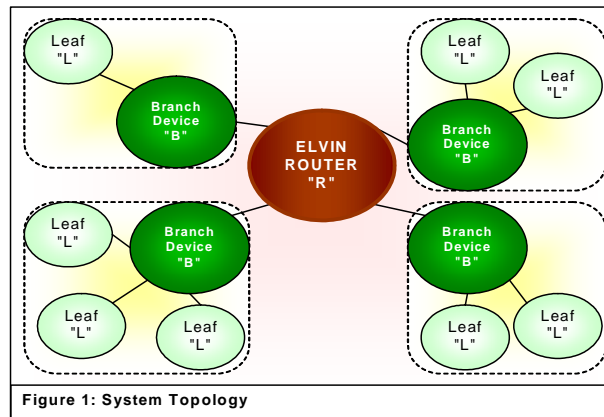 Leaf
"L"
Branch
Device
"B"
Leaf
"L"
Leaf
"L"
Branch
Device
"B"
ELVIN
ROUTER
"R"
Leaf
"L"
Branch
Device
"B"
Leaf
"L"
Leaf
"L"
Branch
Device
"B"
Leaf
"L"
Leaf
"L"
Figure 1: System Topology